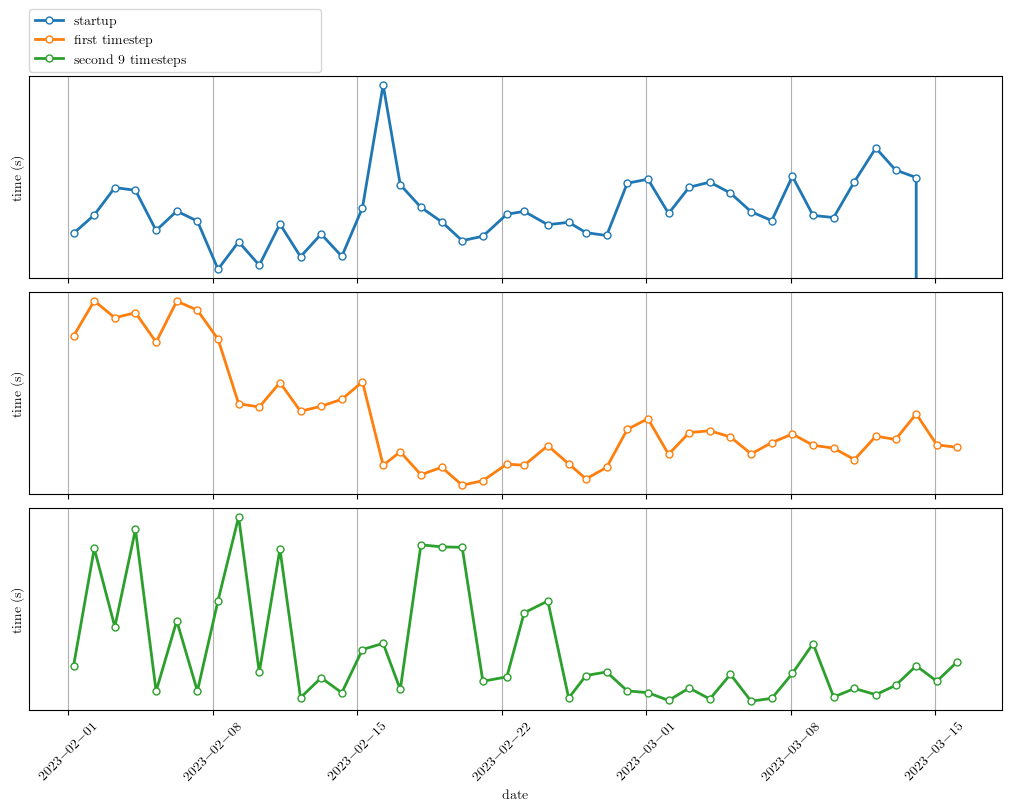 startup
first timestep
second 9 timesteps
time (s)
time (s)
time (s)
2023−02−01
2023−02−08
2023−02−15
2023−02−22
2023−03−01
2023−03−08
2023−03−15
date